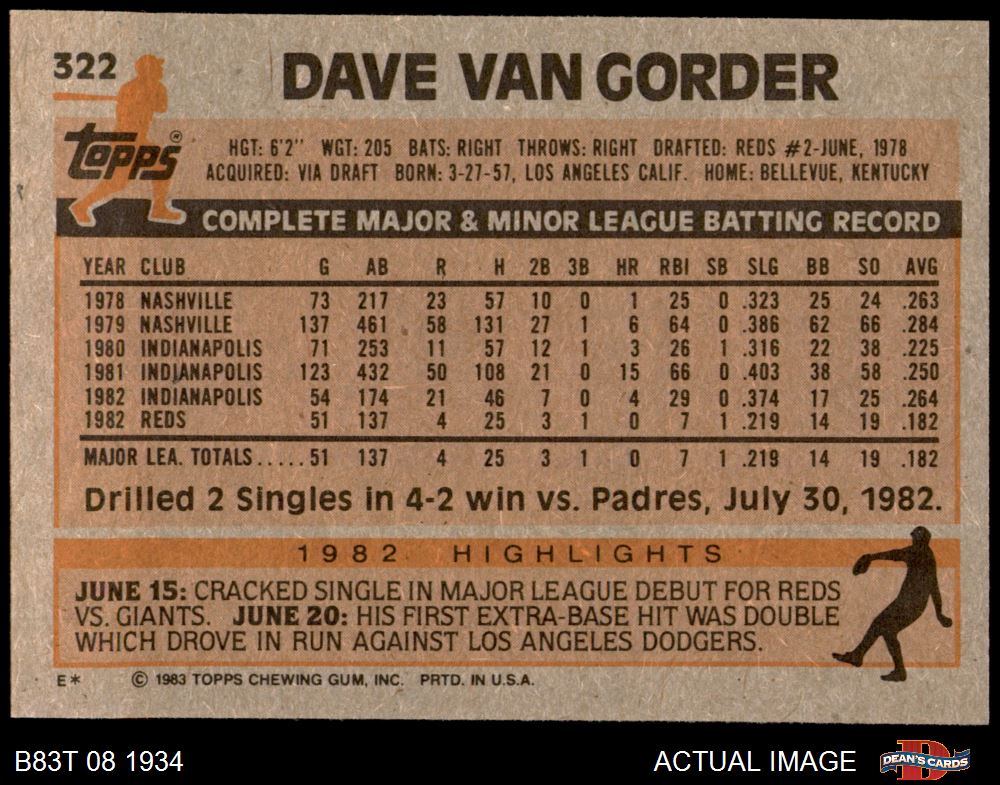 322
DAVE VAN GORDER
Topps®
HGT: 6'2" WGT: 205 BATS: RIGHT THROWS: RIGHT DRAFTED: REDS #2-JUNE, 1978
ACQUIRED: VIA DRAFT BORN: 3-27-57, LOS ANGELES CALIF. HOME: BELLEVUE, KENTUCKY
COMPLETE MAJOR & MINOR LEAGUE BATTING RECORD
YEAR CLUB G AB R H 2B 3B HR RBI SB SLG BB SO AVG
1978 NASHVILLE 73 217 23 57 10 0 1 25 0 .323 25 24 .263
1979 NASHVILLE 137 461 58 131 27 1 6 64 0 .386 62 66 .284
1980 INDIANAPOLIS 71 253 11 57 12 1 3 26 1 .316 22 38 .225
1981 INDIANAPOLIS 123 432 50 108 21 0 15 66 0 .403 38 58 .250
1982 INDIANAPOLIS 54 174 21 46 7 0 4 29 0 .374 17 25 .264
1982 REDS 51 137 4 25 3 1 0 7 1 .219 14 19 .182
MAJOR LEA. TOTALS.....51 137 4 25 3 1 0 7 1 .219 14 19 .182
Drilled 2 Singles in 4-2 win vs. Padres, July 30, 1982.
1982 HIGHLIGHTS
JUNE 15: CRACKED SINGLE IN MAJOR LEAGUE DEBUT FOR REDS
VS. GIANTS. JUNE 20: HIS FIRST EXTRA-BASE HIT WAS DOUBLE
WHICH DROVE IN RUN AGAINST LOS ANGELES DODGERS.
E* © 1983 TOPPS CHEWING GUM, INC. PRTD. IN U.S.A.
B83T 08 1934 ACTUAL IMAGE D DEAN'S CARDS